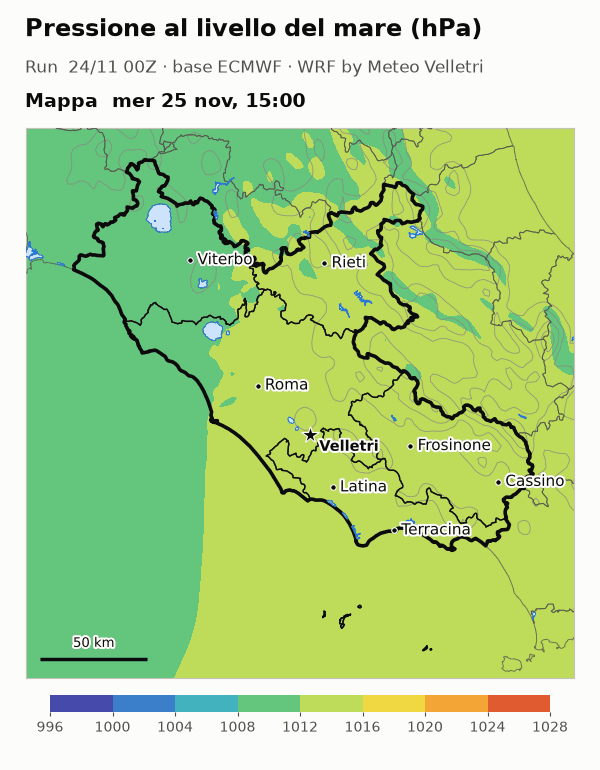 Pressione al livello del mare (hPa)
Run  24/11 00Z · base ECMWF · WRF by Meteo Velletri
Mappa  mer 25 nov, 15:00
Viterbo
Rieti
Roma
Velletri
Frosinone
Latina
Cassino
Terracina
50 km
996 1000 1004 1008 1012 1016 1020 1024 1028